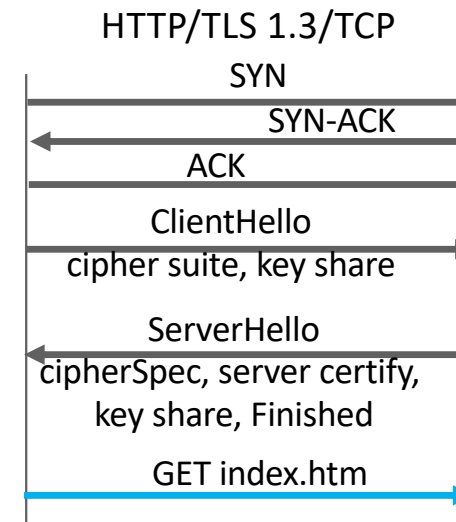 HTTP/TLS 1.3/TCP
SYN
SYN-ACK
ACK
ClientHello
cipher suite, key share
ServerHello
cipherSpec, server certify,
key share, Finished
GET index.htm